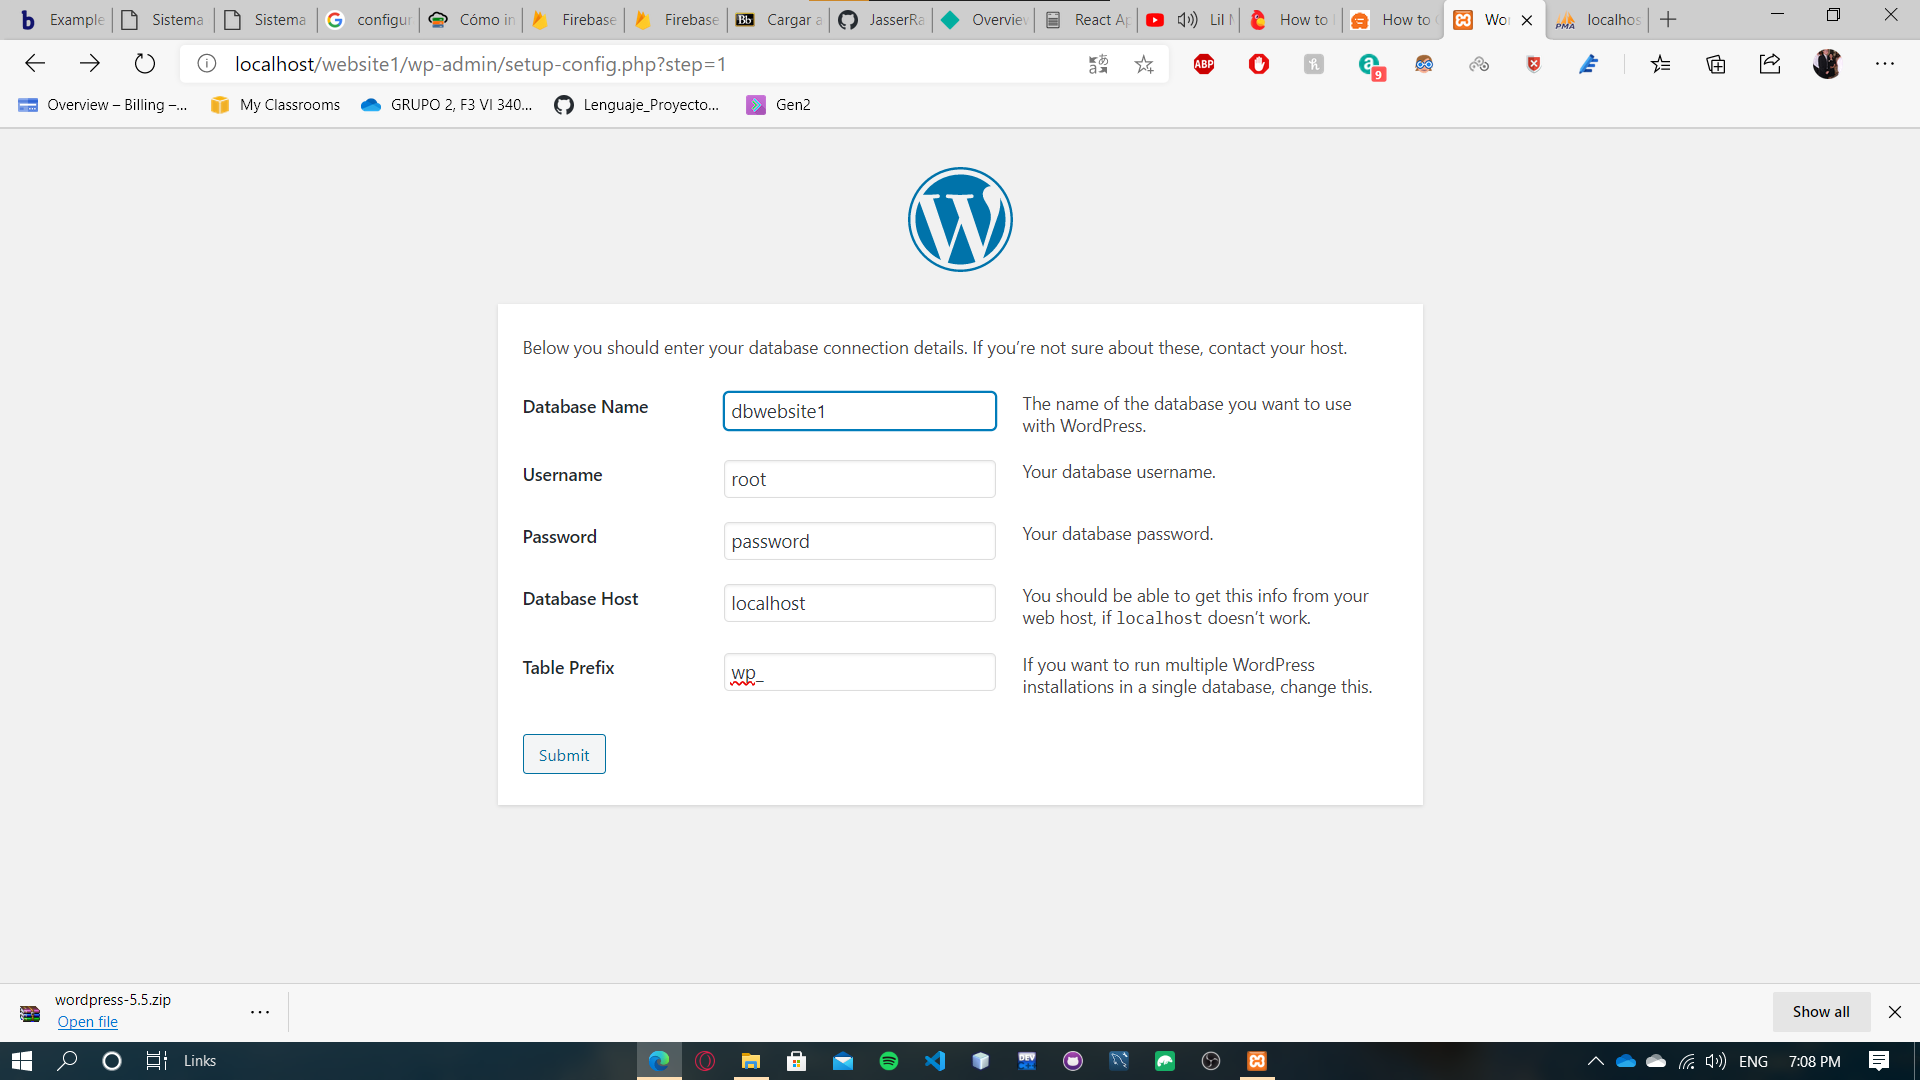 Example
Sistema
Sistema
configur
Cómo in
Firebase
Firebase
Cargar a
JasserRa
Overview
React Ap
Lil
How to
How to
Wo
localhos
localhost/website1/wp-admin/setup-config.php?step=1
ABP
9
Overview – Billing –...
My Classrooms
GRUPO 2, F3 VI 340...
Lenguaje_Proyecto...
Gen2
Below you should enter your database connection details. If you’re not sure about these, contact your host.
Database Name
dbwebsite1
The name of the database you want to use
with WordPress.
Username
root
Your database username.
Password
password
Your database password.
Database Host
localhost
You should be able to get this info from your
web host, if localhost doesn’t work.
Table Prefix
wp_
If you want to run multiple WordPress
installations in a single database, change this.
Submit
wordpress-5.5.zip
Open file
Show all
Links
DEV
ENG
7:08 PM